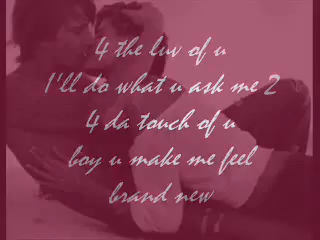 4 the luv of u
I'll do what u ask me 2
4 da touch of u
boy u make me feel
brand new